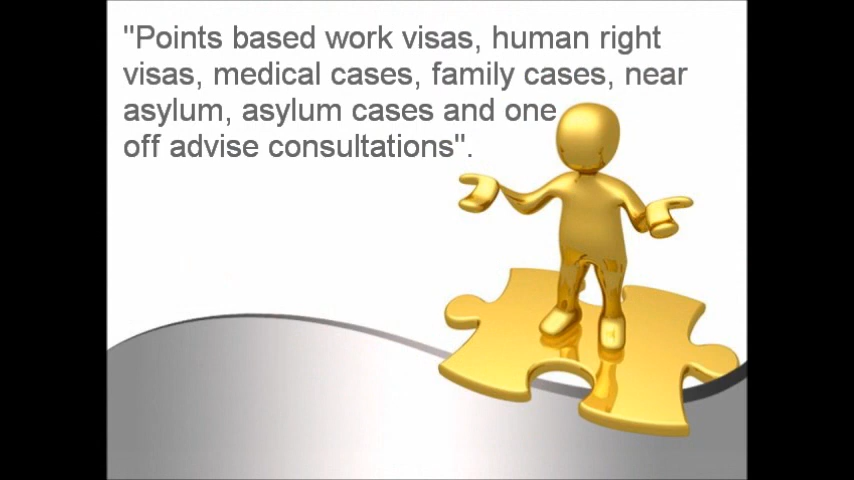 "Points based work visas, human right
visas, medical cases, family cases, near
asylum, asylum cases and one
off advise consultations".